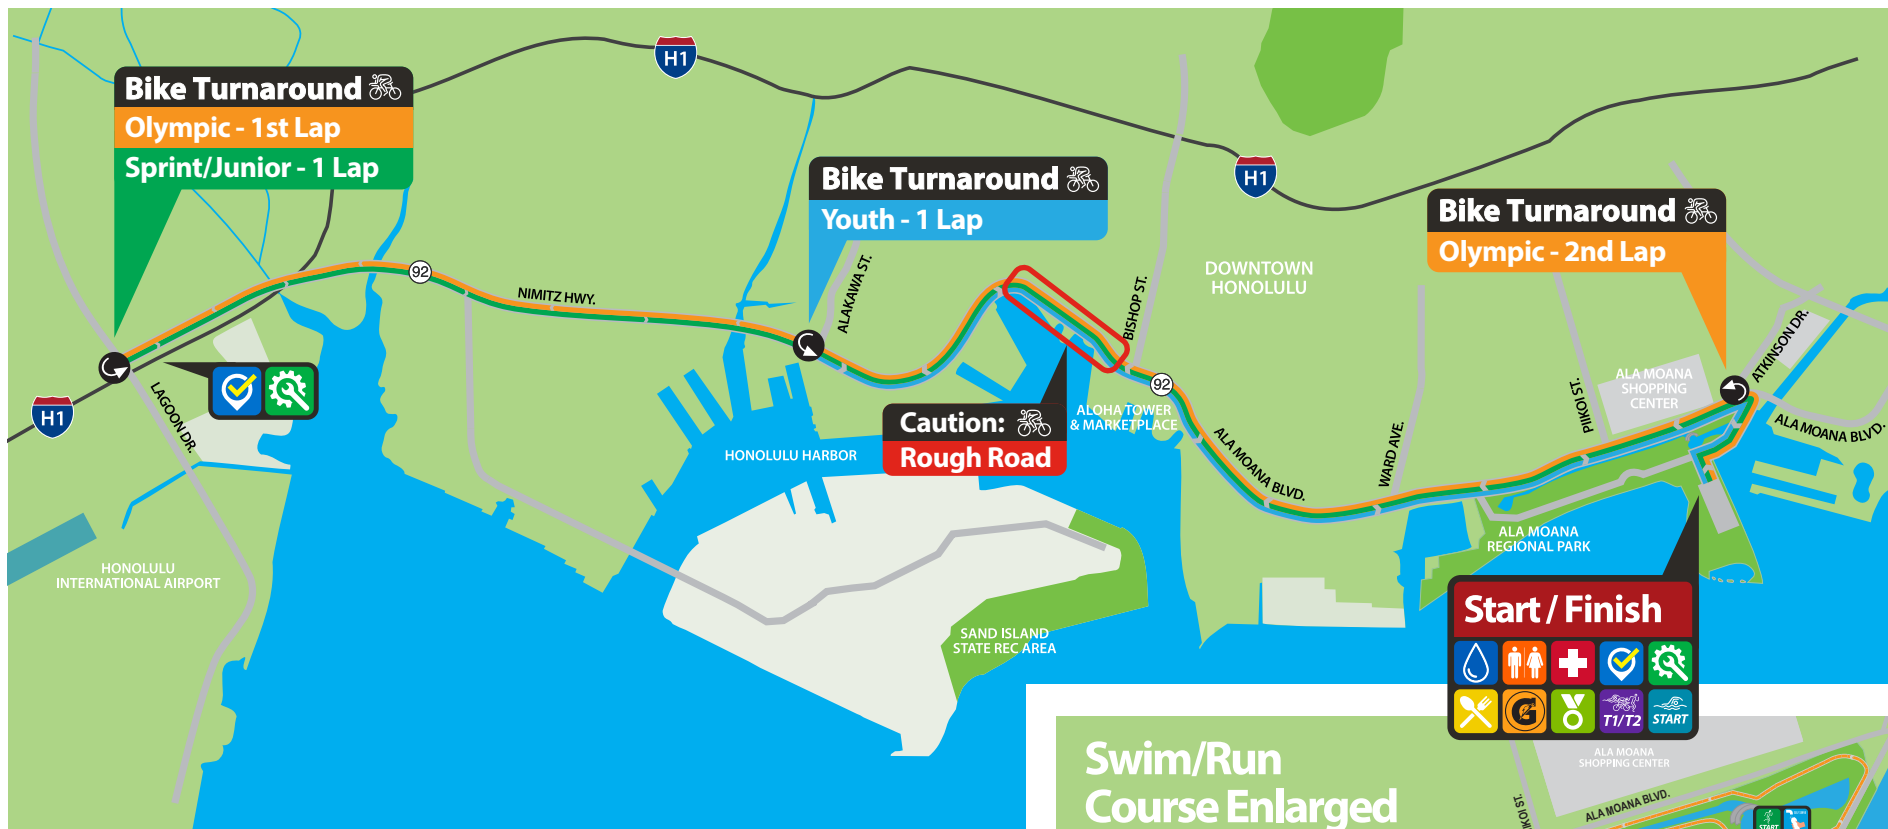 H1
Bike Turnaround
Olympic - 1st Lap
Sprint/Junior - 1 Lap
Bike Turnaround
Youth - 1 Lap
H1
Bike Turnaround
Olympic - 2nd Lap
DOWNTOWN
HONOLULU
92
NIMITZ HWY.
ALAKAWA ST.
BISHOP ST.
92
H1
LAGOON DR.
Caution:
Rough Road
ALOHA TOWER
& MARKETPLACE
HONOLULU HARBOR
ALA MOANA BLVD.
WARD AVE.
PIIKOI ST.
ALA MOANA
SHOPPING
CENTER
ATKINSON DR.
ALA MOANA BLVD.
ALA MOANA
REGIONAL PARK
HONOLULU
INTERNATIONAL AIRPORT
SAND ISLAND
STATE REC AREA
Start / Finish
G
T1/T2
START
Swim/Run
Course Enlarged
ALA MOANA
SHOPPING CENTER
ALA MOANA BLVD.
IKOI ST.
START